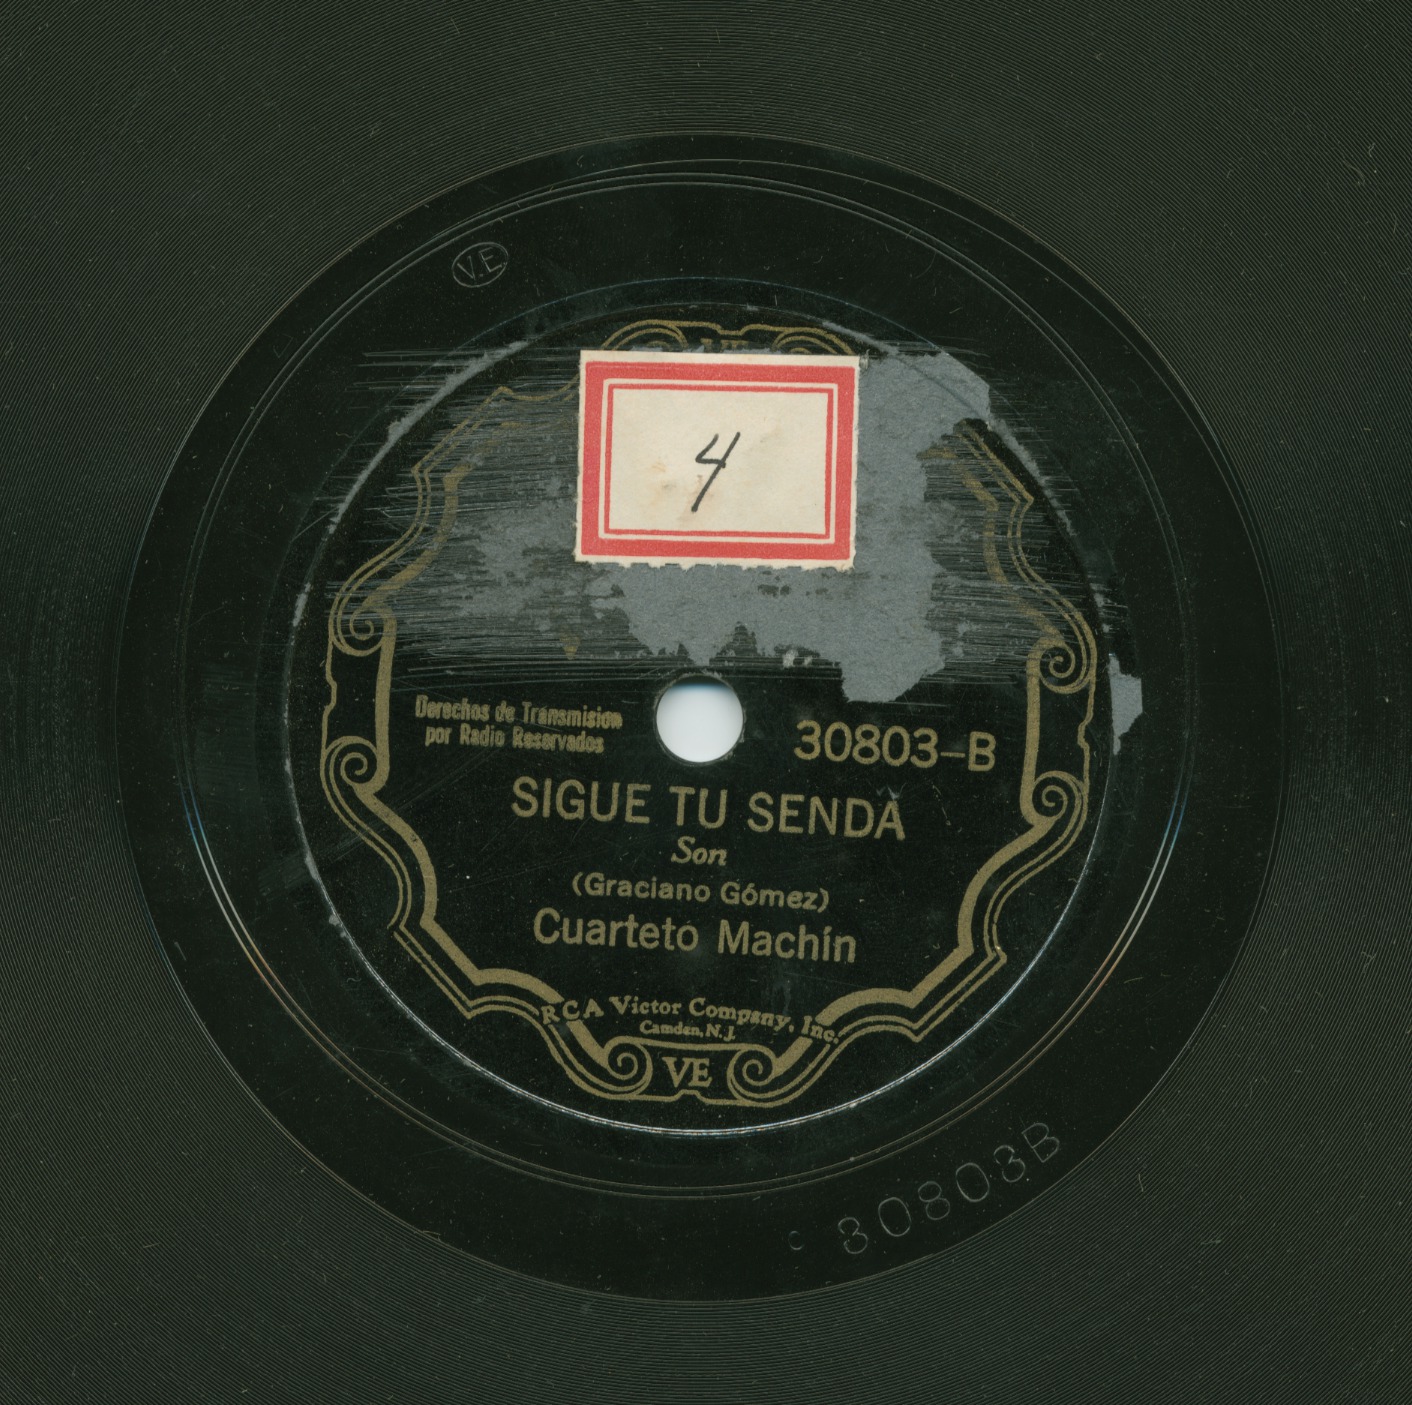 V.E.
VE
4
Derechos de Transmision
por Radio Reservados
30803-B
SIGUE TU SENDA
Son
(Graciano Gómez)
Cuarteto Machín
RCA Victor Company, Inc.
Camden, N.J.
VE
C 30803B